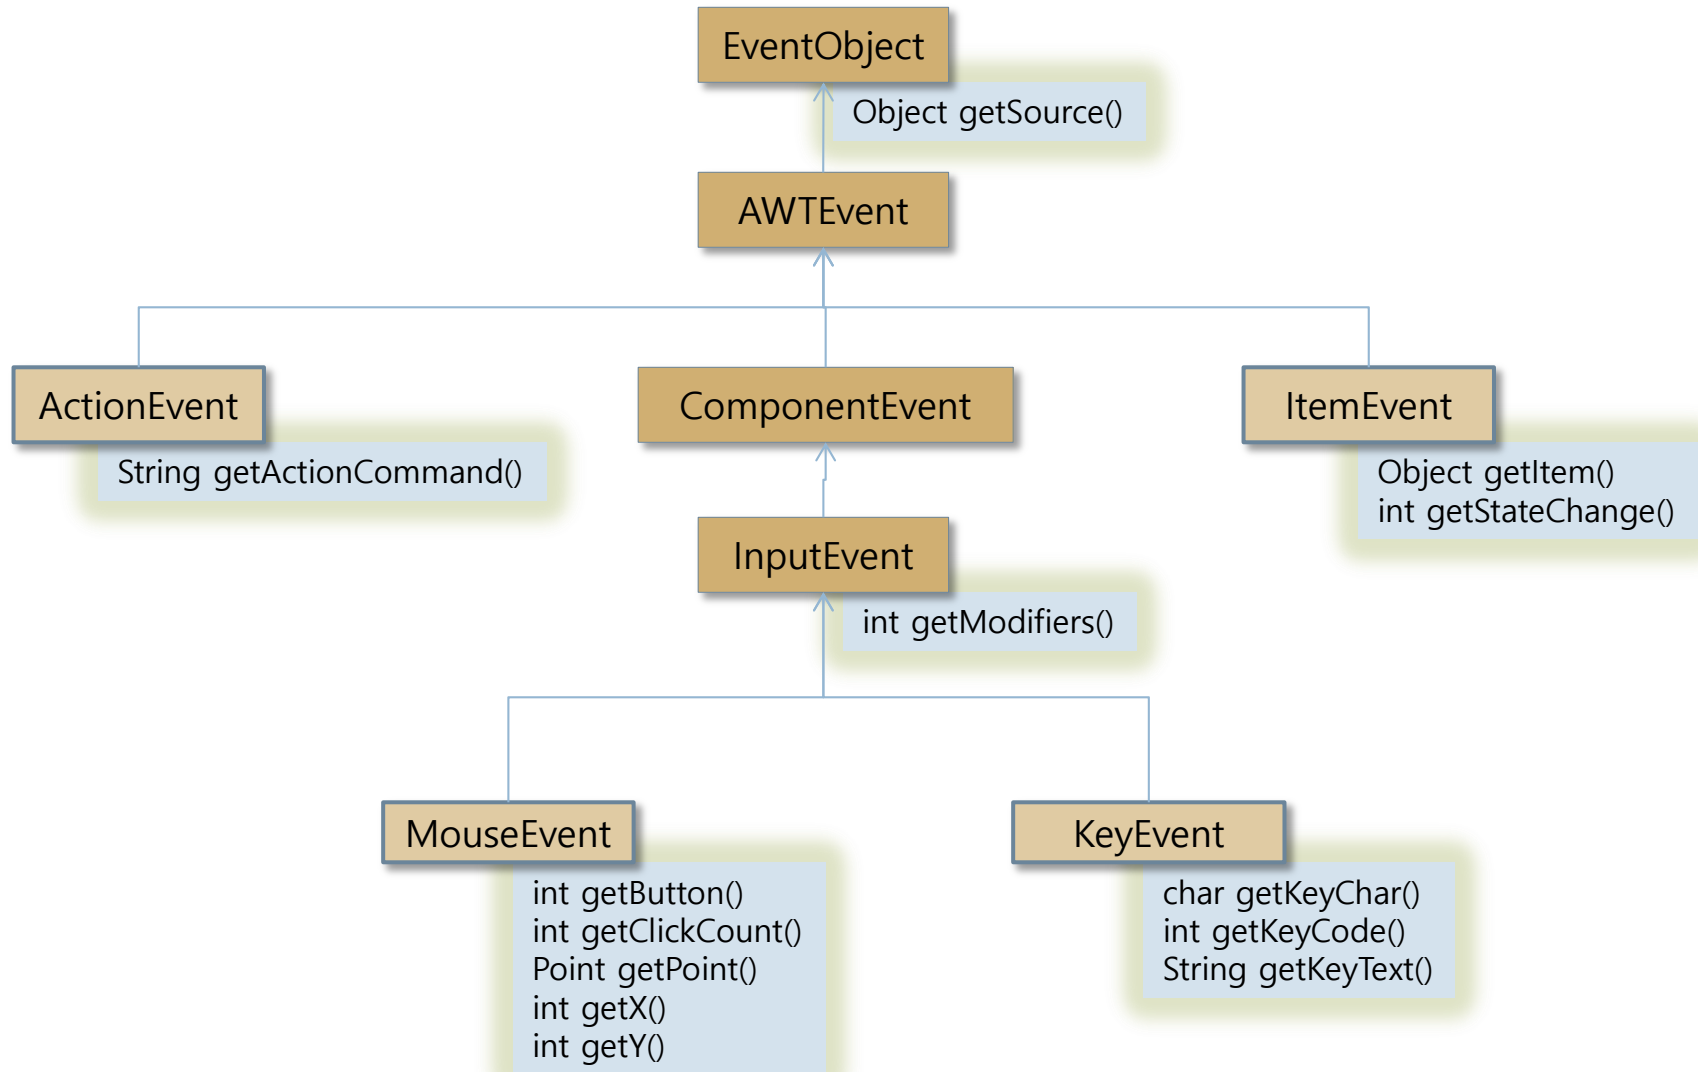 EventObject
Object getSource()
AWTEvent
ActionEvent
String getActionCommand()
ComponentEvent
ItemEvent
Object getItem()
int getStateChange()
InputEvent
int getModifiers()
MouseEvent
int getButton()
int getClickCount()
Point getPoint()
int getX()
int getY()
KeyEvent
char getKeyChar()
int getKeyCode()
String getKeyText()